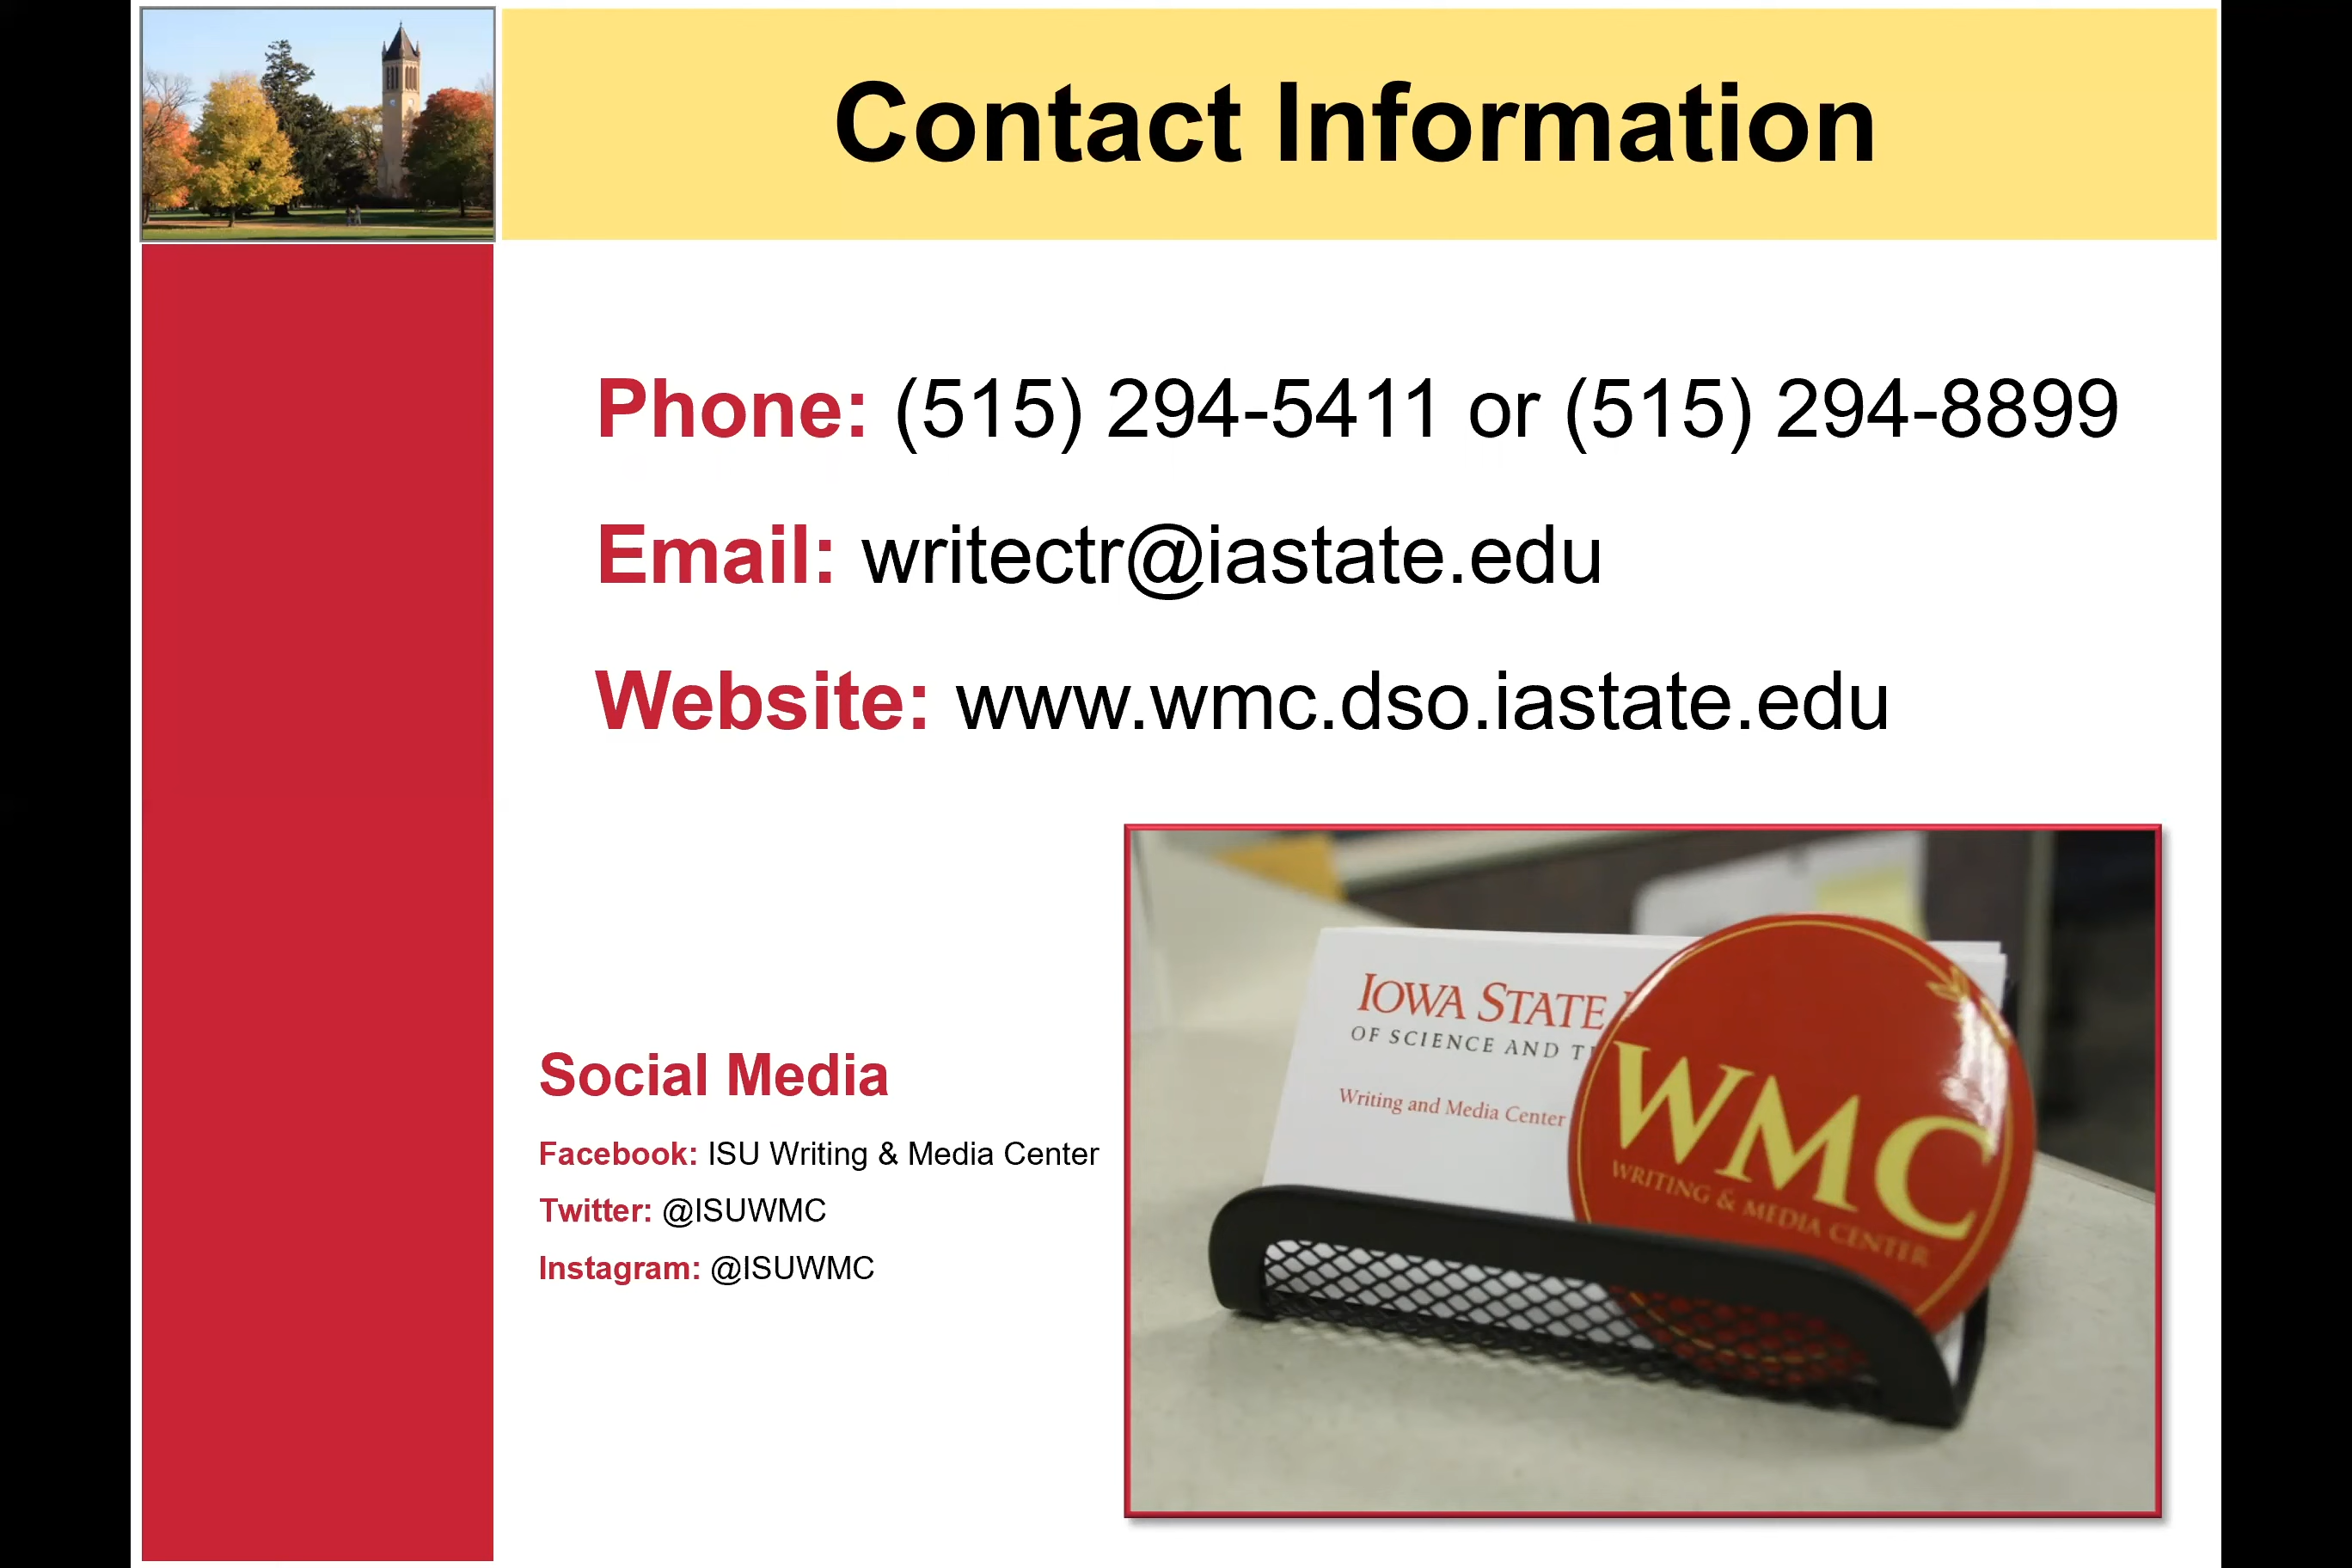 Contact Information
Phone: (515) 294-5411 or (515) 294-8899
Email: writectr@iastate.edu
Website: www.wmc.dso.iastate.edu
Social Media
Facebook: ISU Writing & Media Center
Twitter: @ISUWMC
Instagram: @ISUWMC
IOWA STATE
OF SCIENCE AND
Writing and Media Center
WMC
WRITING & MEDIA CENTER